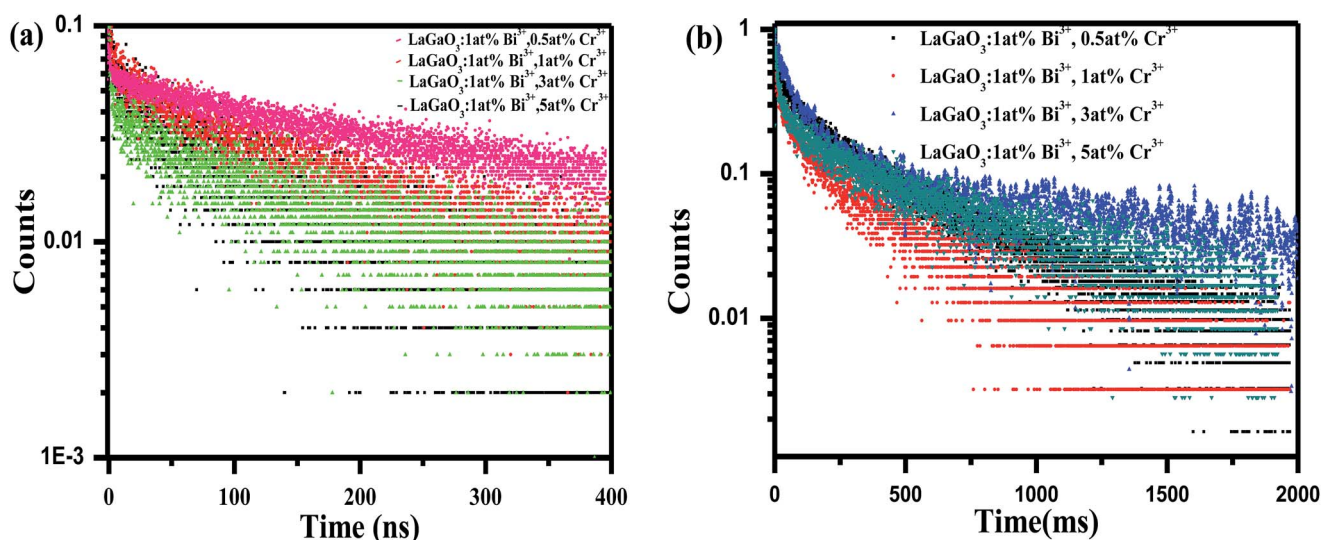 (a)
0.1
0.01
1E-3
Counts
LaGaO₃:1at% Bi³⁺,0.5at% Cr³⁺
LaGaO₃:1at% Bi³⁺,1at% Cr³⁺
LaGaO₃:1at% Bi³⁺,3at% Cr³⁺
LaGaO₃:1at% Bi³⁺,5at% Cr³⁺
0 100 200 300 400
Time (ns)
(b)
1
0.1
0.01
Counts
LaGaO₃:1at% Bi³⁺, 0.5at% Cr³⁺
LaGaO₃:1at% Bi³⁺, 1at% Cr³⁺
LaGaO₃:1at% Bi³⁺, 3at% Cr³⁺
LaGaO₃:1at% Bi³⁺, 5at% Cr³⁺
0 500 1000 1500 2000
Time(ms)